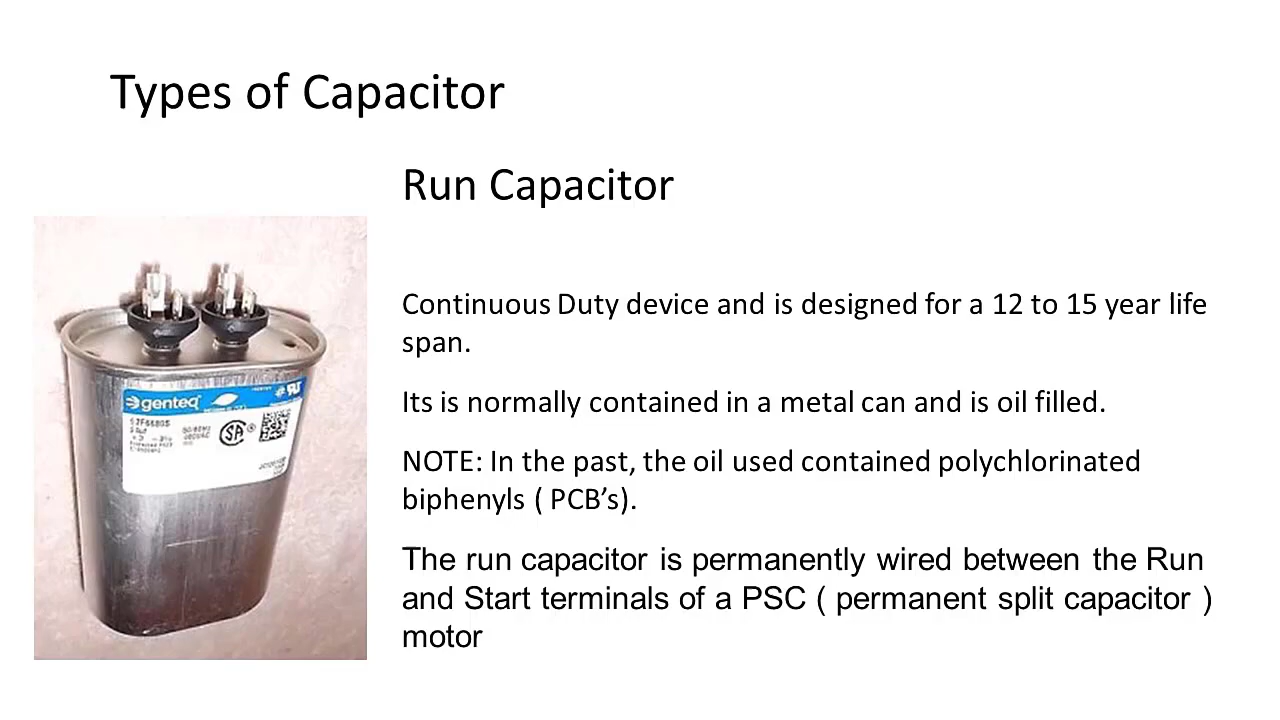 Types of Capacitor
Run Capacitor
Continuous Duty device and is designed for a 12 to 15 year life
span.
Its is normally contained in a metal can and is oil filled.
NOTE: In the past, the oil used contained polychlorinated
biphenyls ( PCB’s).
The run capacitor is permanently wired between the Run
and Start terminals of a PSC ( permanent split capacitor )
motor
genteq
SA